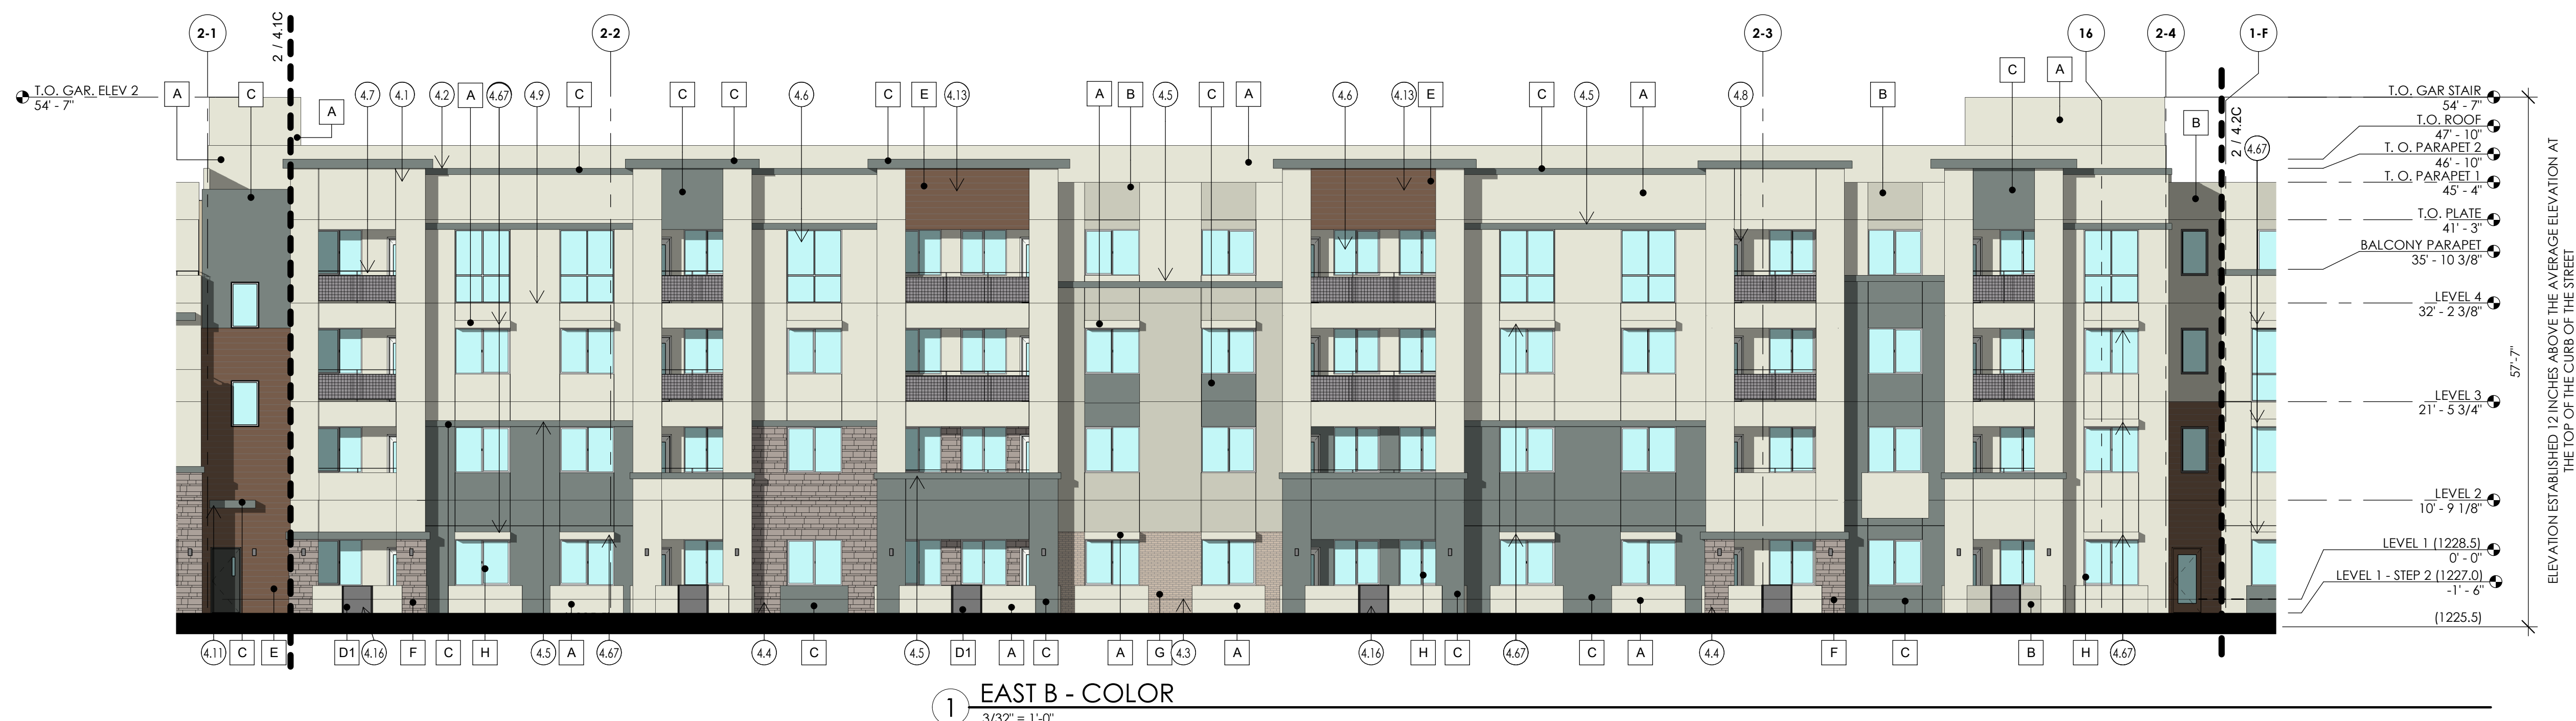 2-1
2 / 4.1C
2-2
2-3
16
2-4
1-F
T.O. GAR. ELEV 2
54' - 7"
A
C
A
4.7
4.1
4.2
A
4.67
4.9
C
C
C
4.6
C
E
4.13
A
B
4.5
C
A
4.6
4.13
E
C
4.5
A
4.8
B
C
A
B
2 / 4.2C
4.67
T.O. GAR STAIR
54' - 7"
T.O. ROOF
47' - 10"
T. O. PARAPET 2
46' - 10"
T. O. PARAPET 1
45' - 4"
T.O. PLATE
41' - 3"
BALCONY PARAPET
35' - 10 3/8"
LEVEL 4
32' - 2 3/8"
LEVEL 3
21' - 5 3/4"
LEVEL 2
10' - 9 1/8"
LEVEL 1 (1228.5)
0' - 0"
LEVEL 1 - STEP 2 (1227.0)
-1' - 6"
(1225.5)
57'-7"
ELEVATION ESTABLISHED 12 INCHES ABOVE THE AVERAGE ELEVATION AT
THE TOP OF THE CURB OF THE STREET
4.11
C
E
D1
4.16
F
C
H
4.5
A
4.67
4.4
C
4.5
D1
A
C
A
G
4.3
A
4.16
H
C
4.67
C
A
4.4
F
C
B
H
4.67
1
EAST B - COLOR
3/32" = 1'-0"